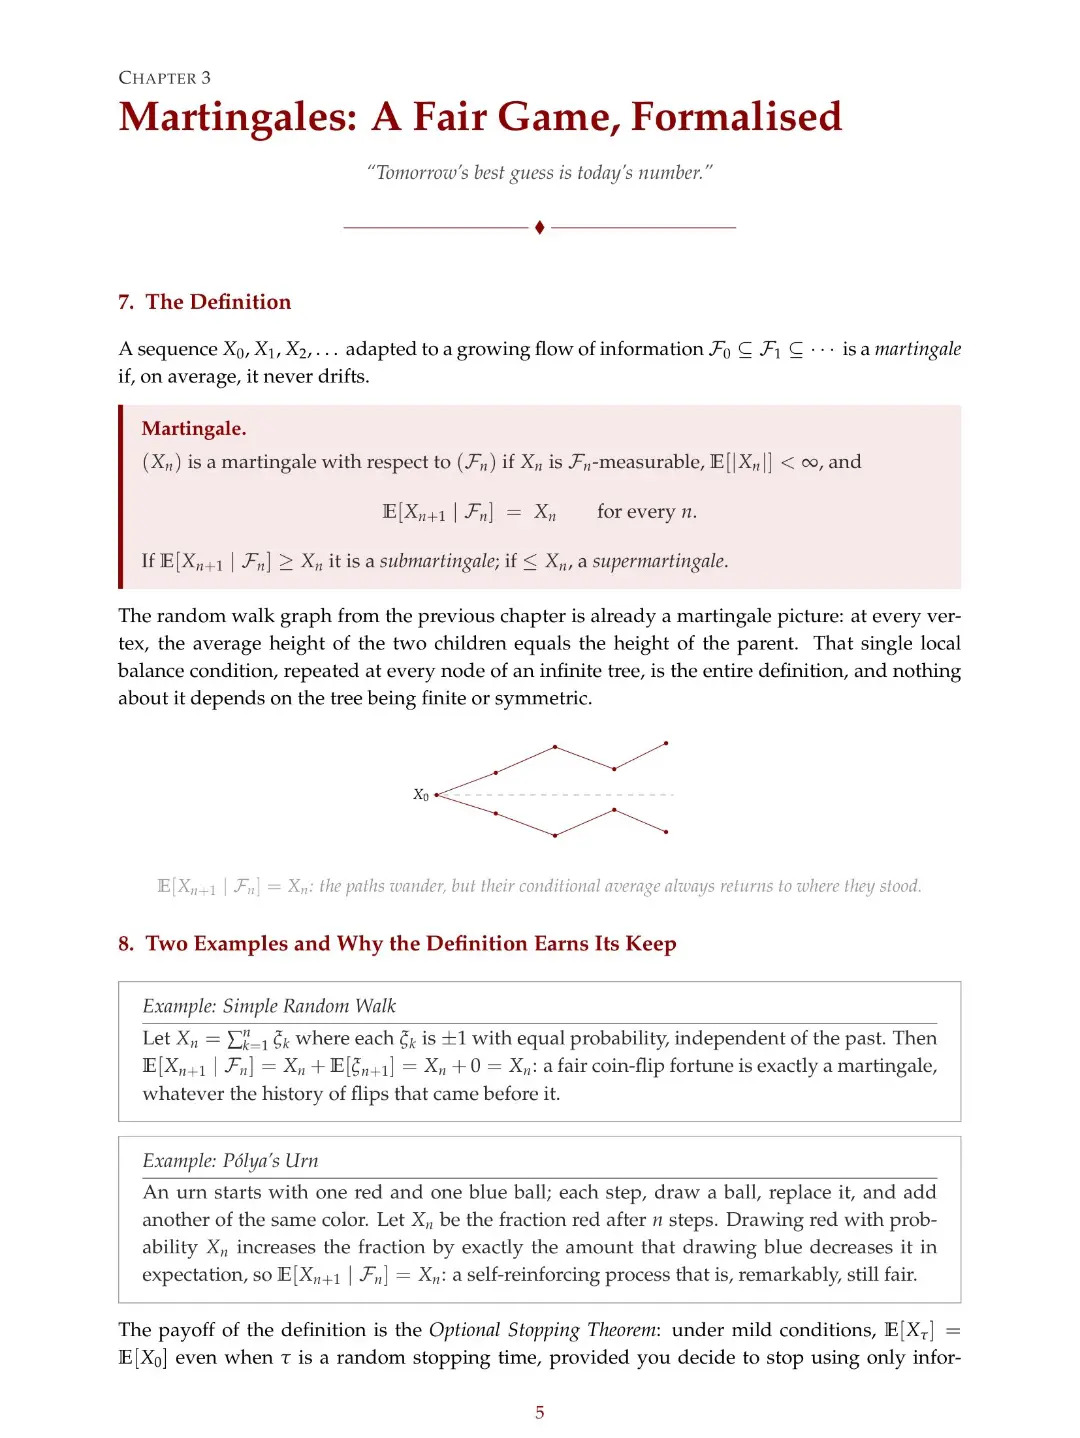 CHAPTER 3
Martingales: A Fair Game, Formalised
“Tomorrow’s best guess is today’s number.”
7. The Definition
A sequence X₀, X₁, X₂, . . . adapted to a growing flow of information ℱ₀ ⊆ ℱ₁ ⊆ · · · is a martingale
if, on average, it never drifts.
Martingale.
(Xₙ) is a martingale with respect to (ℱₙ) if Xₙ is ℱₙ-measurable, 𝔼[|Xₙ|] < ∞, and
𝔼[Xₙ₊₁ | ℱₙ] = Xₙ for every n.
If 𝔼[Xₙ₊₁ | ℱₙ] ≥ Xₙ it is a submartingale; if ≤ Xₙ, a supermartingale.
The random walk graph from the previous chapter is already a martingale picture: at every ver-
tex, the average height of the two children equals the height of the parent. That single local
balance condition, repeated at every node of an infinite tree, is the entire definition, and nothing
about it depends on the tree being finite or symmetric.
X₀
𝔼[Xₙ₊₁ | ℱₙ] = Xₙ: the paths wander, but their conditional average always returns to where they stood.
8. Two Examples and Why the Definition Earns Its Keep
Example: Simple Random Walk
Let Xₙ = ∑ⁿₖ₌₁ ξₖ where each ξₖ is ±1 with equal probability, independent of the past. Then
𝔼[Xₙ₊₁ | ℱₙ] = Xₙ + 𝔼[ξₙ₊₁] = Xₙ + 0 = Xₙ: a fair coin-flip fortune is exactly a martingale,
whatever the history of flips that came before it.
Example: Pólya’s Urn
An urn starts with one red and one blue ball; each step, draw a ball, replace it, and add
another of the same color. Let Xₙ be the fraction red after n steps. Drawing red with prob-
ability Xₙ increases the fraction by exactly the amount that drawing blue decreases it in
expectation, so 𝔼[Xₙ₊₁ | ℱₙ] = Xₙ: a self-reinforcing process that is, remarkably, still fair.
The payoff of the definition is the Optional Stopping Theorem: under mild conditions, 𝔼[X_τ] =
𝔼[X₀] even when τ is a random stopping time, provided you decide to stop using only infor-
5